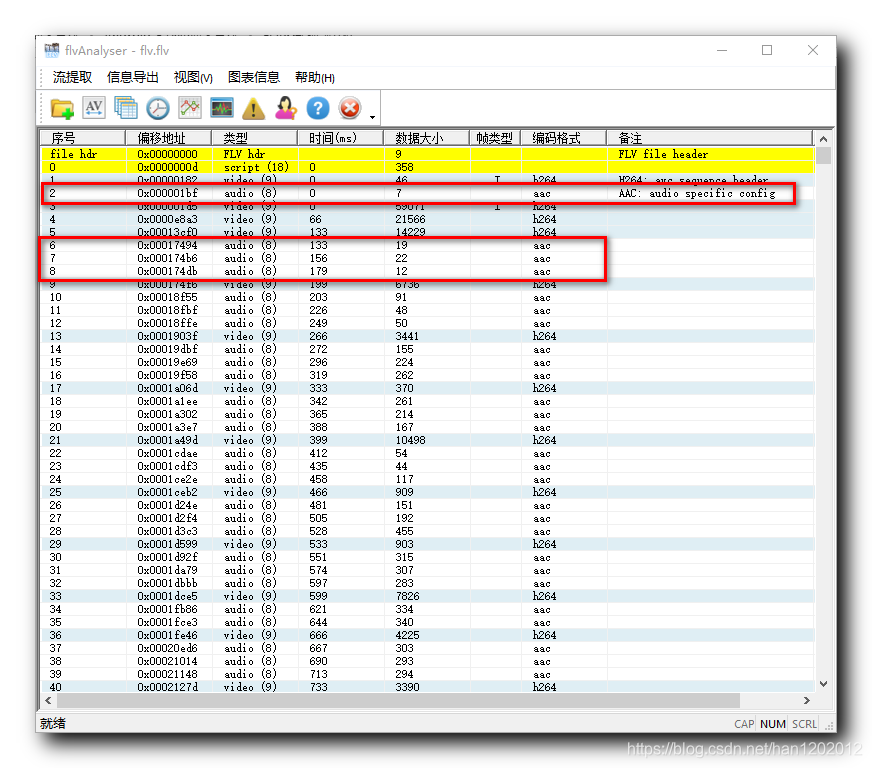 flvAnalyser - flv.flv
流提取 信息导出 视图(V) 图表信息 帮助(H)
AV
序号 偏移地址 类型 时间(ms) 数据大小 帧类型 编码格式 备注
file hdr 0x00000000 FLV hdr 9 FLV file header
0 0x0000000d script (18) 0 358
1 0x00000182 video (9) 0 46 I h264 H264: avc sequence header
2 0x000001bf audio (8) 0 7 aac AAC: audio specific config
3 0x000001d5 video (9) 0 59071 I h264
4 0x0000e8a3 video (9) 66 21566 h264
5 0x00013cf0 video (9) 133 14229 h264
6 0x00017494 audio (8) 133 19 aac
7 0x000174b6 audio (8) 156 22 aac
8 0x000174db audio (8) 179 12 aac
9 0x000174f6 video (9) 199 6736 h264
10 0x00018f55 audio (8) 203 91 aac
11 0x00018fbf audio (8) 226 48 aac
12 0x00018ffe audio (8) 249 50 aac
13 0x0001903f video (9) 266 3441 h264
14 0x00019dbf audio (8) 272 155 aac
15 0x00019e69 audio (8) 296 224 aac
16 0x00019f58 audio (8) 319 262 aac
17 0x0001a06d video (9) 333 370 h264
18 0x0001a1ee audio (8) 342 261 aac
19 0x0001a302 audio (8) 365 214 aac
20 0x0001a3e7 audio (8) 388 167 aac
21 0x0001a49d video (9) 399 10498 h264
22 0x0001cdae audio (8) 412 54 aac
23 0x0001cdf3 audio (8) 435 44 aac
24 0x0001ce2e audio (8) 458 117 aac
25 0x0001ceb2 video (9) 466 909 h264
26 0x0001d24e audio (8) 481 151 aac
27 0x0001d2f4 audio (8) 505 192 aac
28 0x0001d3c3 audio (8) 528 455 aac
29 0x0001d599 video (9) 533 903 h264
30 0x0001d92f audio (8) 551 315 aac
31 0x0001da79 audio (8) 574 307 aac
32 0x0001dbbb audio (8) 597 283 aac
33 0x0001dce5 video (9) 599 7826 h264
34 0x0001fb86 audio (8) 621 334 aac
35 0x0001fce3 audio (8) 644 340 aac
36 0x0001fe46 video (9) 666 4225 h264
37 0x00020ed6 audio (8) 667 303 aac
38 0x00021014 audio (8) 690 293 aac
39 0x00021148 audio (8) 713 294 aac
40 0x0002127d video (9) 733 3390 h264
就绪 CAP NUM SCRL
https://blog.csdn.net/han1202012